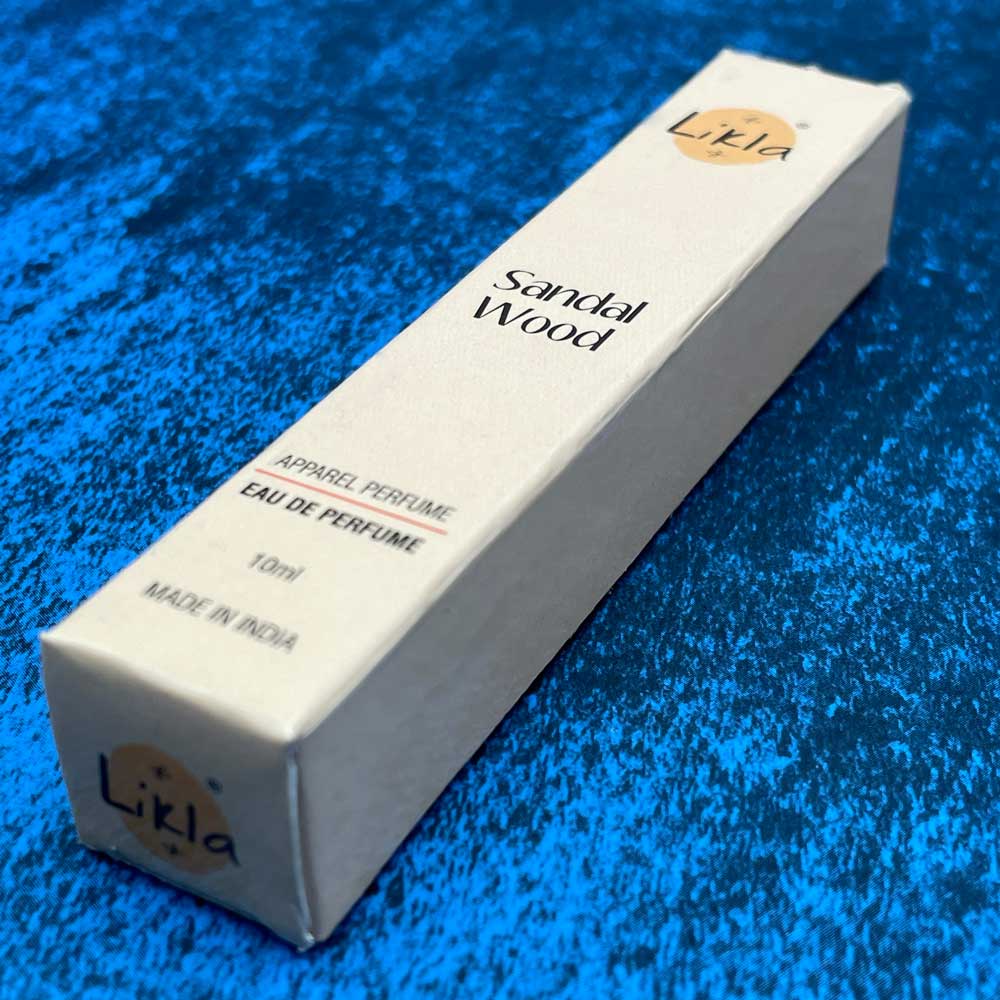 Likla ®
Sandal
Wood
APPAREL PERFUME
EAU DE PERFUME
10ml
MADE IN INDIA
Likla ®